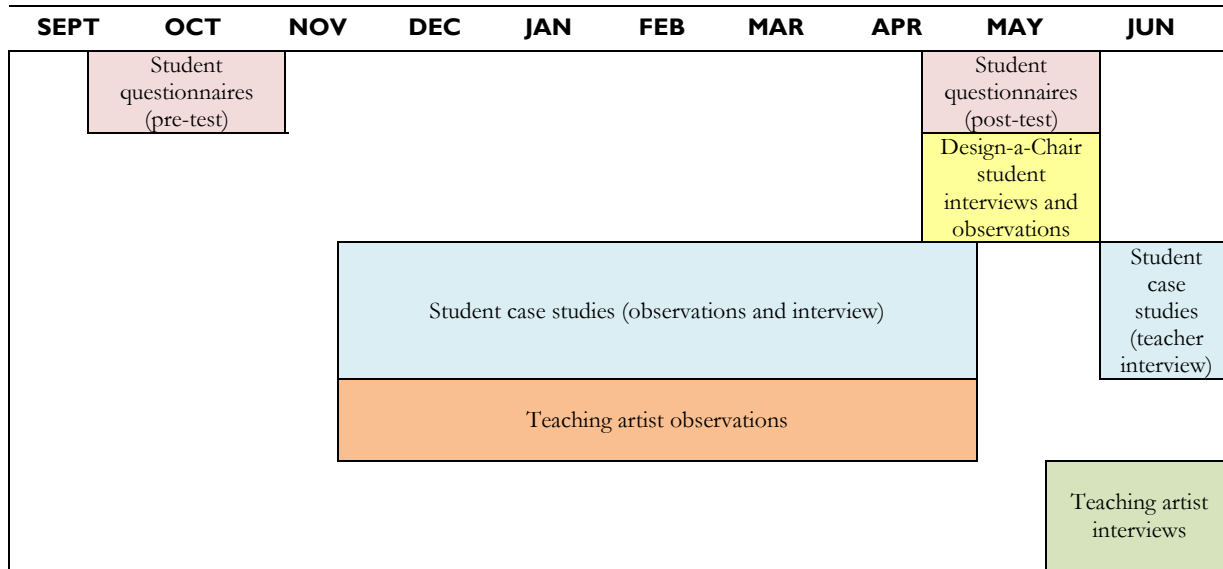 SEPT OCT NOV DEC JAN FEB MAR APR MAY JUN
Student
questionnaires
(pre-test)
Student
questionnaires
(post-test)
Design-a-Chair
student
interviews and
observations
Student case studies (observations and interview)
Student
case
studies
(teacher
interview)
Teaching artist observations
Teaching artist
interviews